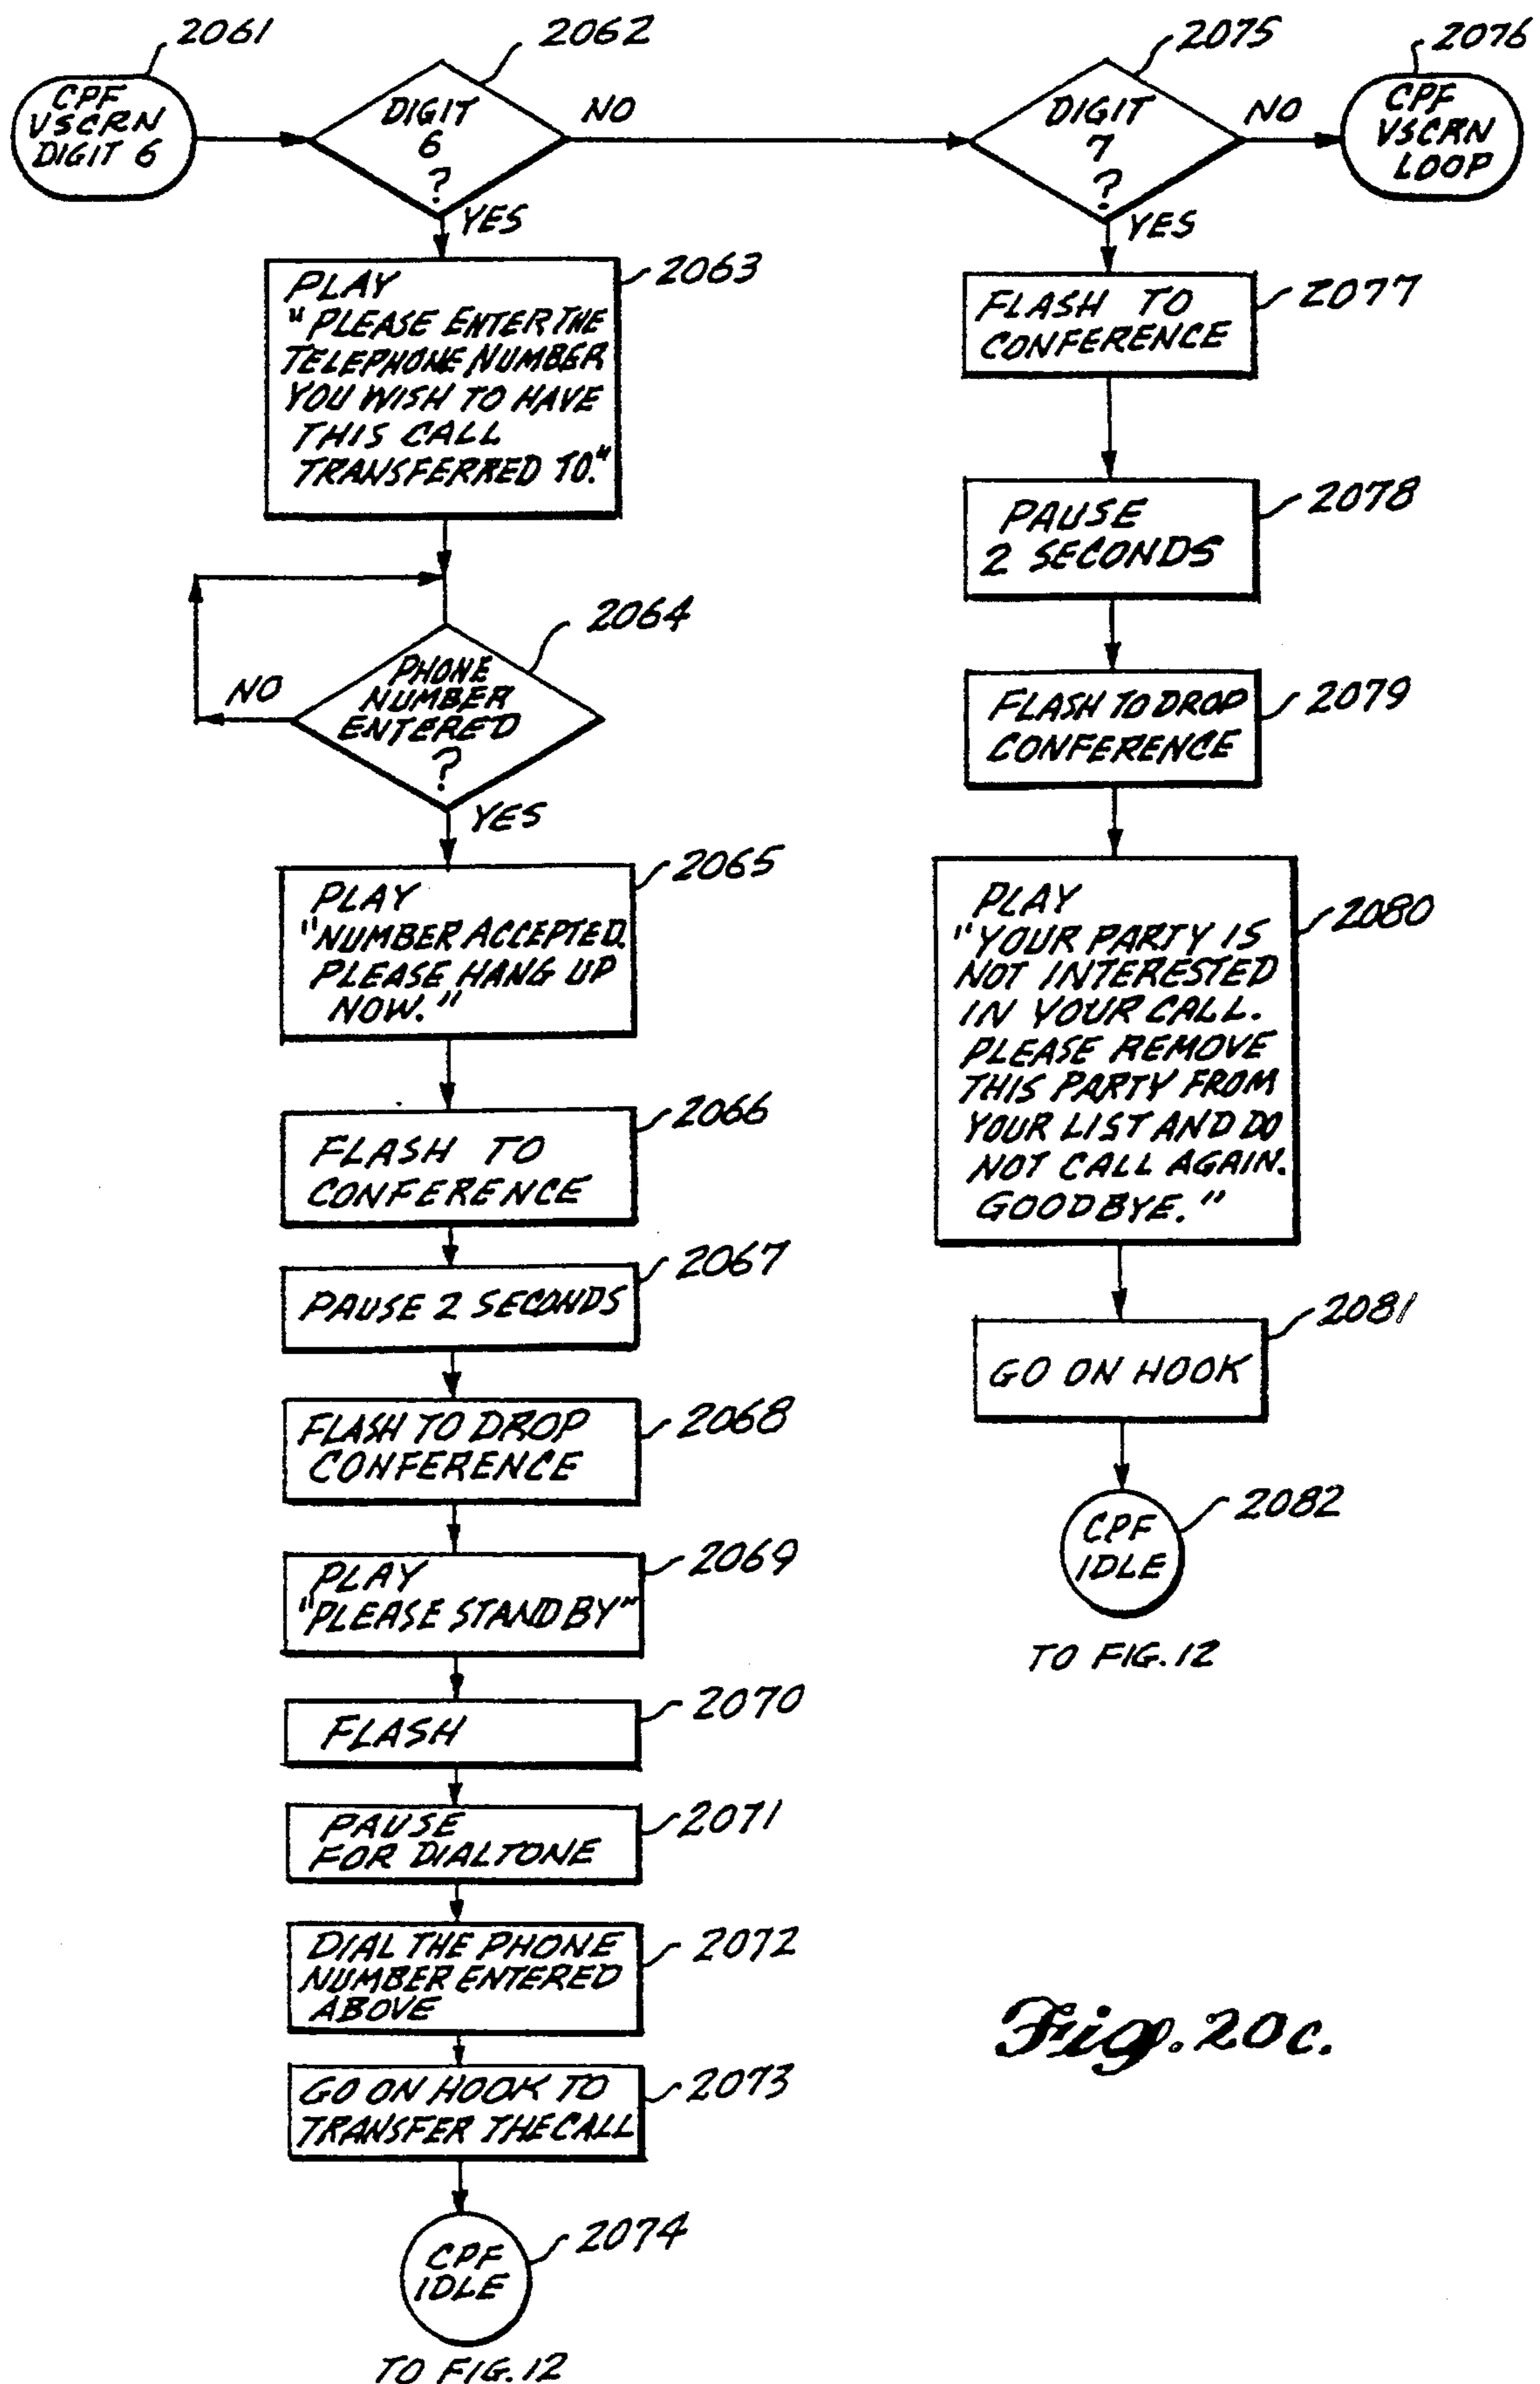 2061
CPF
VSCRN
DIGIT 6
2062
DIGIT
6
?
NO
YES
2075
DIGIT
7
?
NO
YES
2076
CPF
VSCRN
LOOP
2063
PLAY
"PLEASE ENTER THE
TELEPHONE NUMBER
YOU WISH TO HAVE
THIS CALL
TRANSFERRED TO."
2064
PHONE
NUMBER
ENTERED
?
NO
YES
2065
PLAY
"NUMBER ACCEPTED.
PLEASE HANG UP
NOW."
2066
FLASH TO
CONFERENCE
2067
PAUSE 2 SECONDS
2068
FLASH TO DROP
CONFERENCE
2069
PLAY
"PLEASE STAND BY"
2070
FLASH
2071
PAUSE
FOR DIALTONE
2072
DIAL THE PHONE
NUMBER ENTERED
ABOVE
2073
GO ON HOOK TO
TRANSFER THE CALL
2074
CPF
IDLE
TO FIG. 12
2077
FLASH TO
CONFERENCE
2078
PAUSE
2 SECONDS
2079
FLASH TO DROP
CONFERENCE
2080
PLAY
"YOUR PARTY IS
NOT INTERESTED
IN YOUR CALL.
PLEASE REMOVE
THIS PARTY FROM
YOUR LIST AND DO
NOT CALL AGAIN.
GOODBYE."
2081
GO ON HOOK
2082
CPF
IDLE
TO FIG. 12
Fig. 20c.